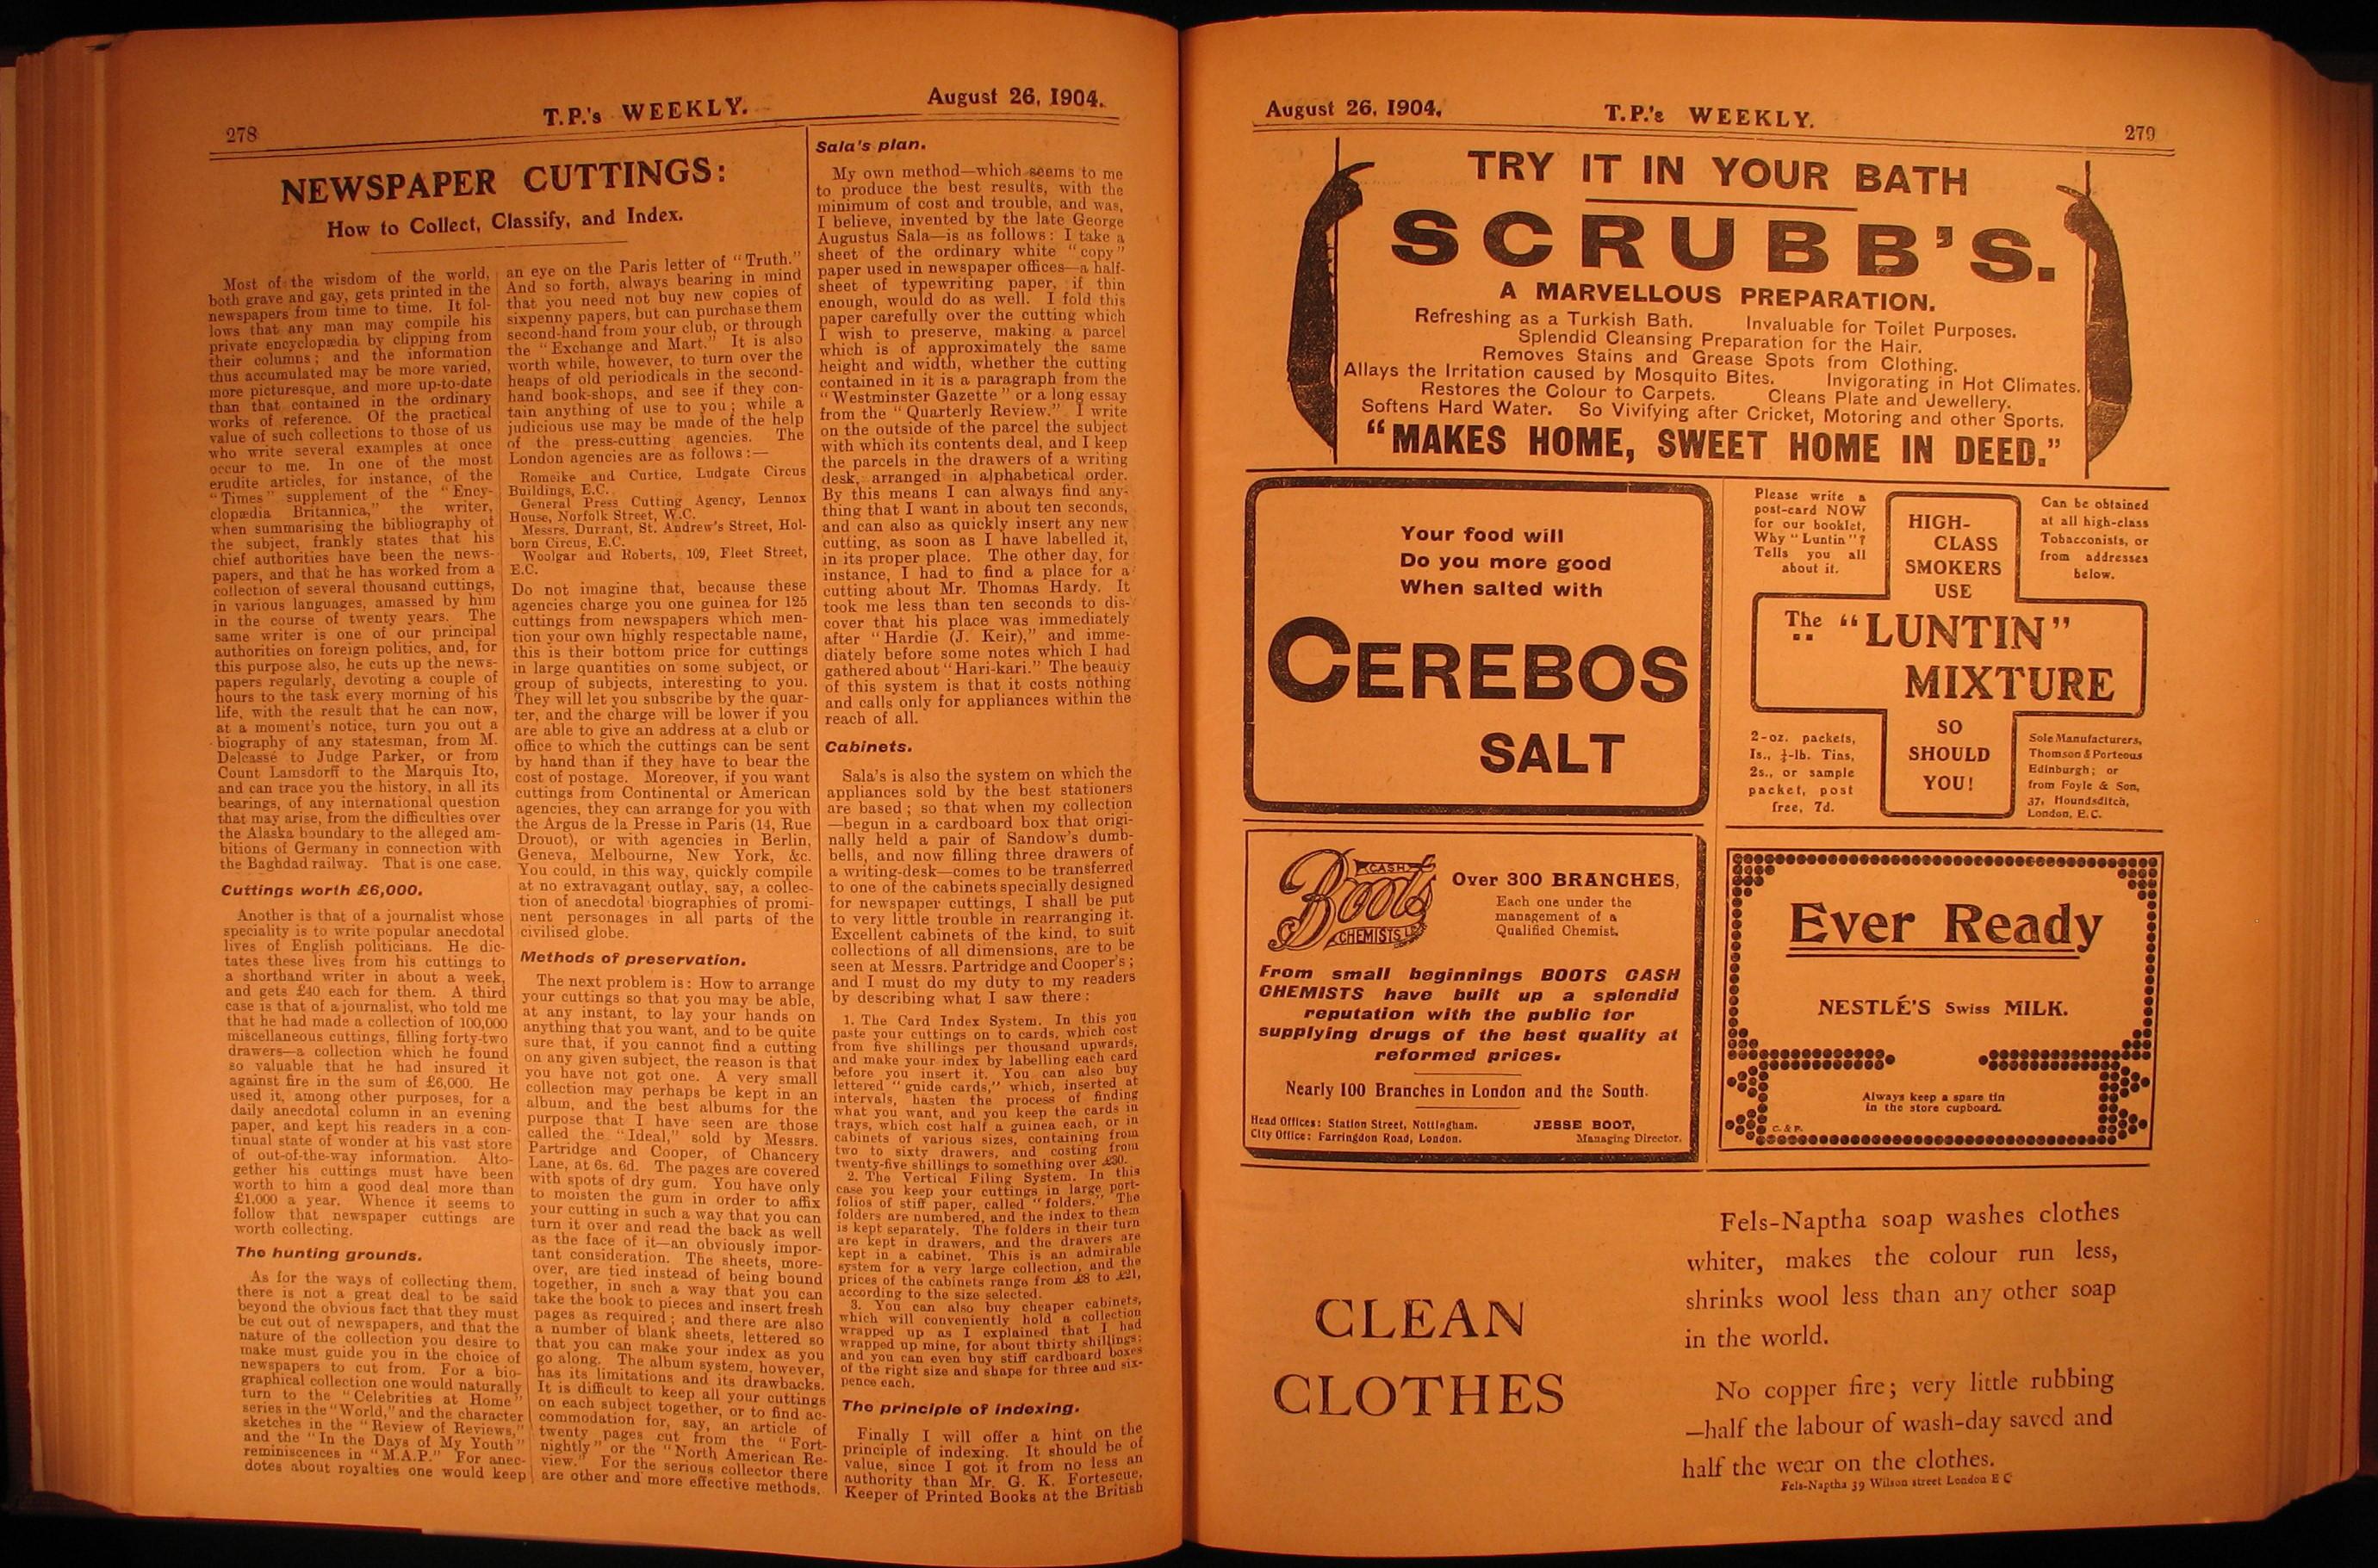 278
T.P.'s WEEKLY.
August 26, 1904.
NEWSPAPER CUTTINGS:
How to Collect, Classify, and Index.
Most of the wisdom of the world,
both grave and gay, gets printed in the
newspapers from time to time. It fol-
lows that any man may compile his
private encyclopædia by clipping from
their columns; and the information
thus accumulated may be more varied,
more picturesque, and more up-to-date
than that contained in the ordinary
works of reference. Of the practical
value of such collections to those of us
who write several examples at once
occur to me. In one of the most
erudite articles, for instance, of the
"Times" supplement of the "Ency-
clopædia Britannica," the writer,
when summarising the bibliography of
the subject, frankly states that his
chief authorities have been the news-
papers, and that he has worked from a
collection of several thousand cuttings,
in various languages, amassed by him
in the course of twenty years. The
same writer is one of our principal
authorities on foreign politics, and, for
this purpose also, he cuts up the news-
papers regularly, devoting a couple of
hours to the task every morning of his
life, with the result that he can now,
at a moment's notice, turn you out a
biography of any statesman, from M.
Delcassé to Judge Parker, or from
Count Lamsdorff to the Marquis Ito,
and can trace you the history, in all its
bearings, of any international question
that may arise, from the difficulties over
the Alaska boundary to the alleged am-
bitions of Germany in connection with
the Baghdad railway. That is one case.
Cuttings worth £6,000.
Another is that of a journalist whose
speciality is to write popular anecdotal
lives of English politicians. He dic-
tates these lives from his cuttings to
a shorthand writer in about a week,
and gets £40 each for them. A third
case is that of a journalist, who told me
that he had made a collection of 100,000
miscellaneous cuttings, filling forty-two
drawers—a collection which he found
so valuable that he had insured it
against fire in the sum of £6,000. He
used it, among other purposes, for a
daily anecdotal column in an evening
paper, and kept his readers in a con-
tinual state of wonder at his vast store
of out-of-the-way information. Alto-
gether his cuttings must have been
worth to him a good deal more than
£1,000 a year. Whence it seems to
follow that newspaper cuttings are
worth collecting.
The hunting grounds.
As for the ways of collecting them,
there is not a great deal to be said
beyond the obvious fact that they must
be cut out of newspapers, and that the
nature of the collection you desire to
make must guide you in the choice of
newspapers to cut from. For a bio-
graphical collection one would naturally
turn to the "Celebrities at Home"
series in the "World," and the character
sketches in the "Review of Reviews,"
and the "In the Days of My Youth"
reminiscences in "M.A.P." For anec-
dotes about royalties one would keep
an eye on the Paris letter of "Truth."
And so forth, always bearing in mind
that you need not buy new copies of
sixpenny papers, but can purchase them
second-hand from your club, or through
the "Exchange and Mart." It is also
worth while, however, to turn over the
heaps of old periodicals in the second-
hand book-shops, and see if they con-
tain anything of use to you; while a
judicious use may be made of the help
of the press-cutting agencies. The
London agencies are as follows:—
Romeike and Curtice, Ludgate Circus
Buildings, E.C.
General Press Cutting Agency, Lennox
House, Norfolk Street, W.C.
Messrs. Durrant, St. Andrew's Street, Hol-
born Circus, E.C.
Woolgar and Roberts, 109, Fleet Street,
E.C.
Do not imagine that, because these
agencies charge you one guinea for 125
cuttings from newspapers which men-
tion your own highly respectable name,
this is their bottom price for cuttings
in large quantities on some subject, or
group of subjects, interesting to you.
They will let you subscribe by the quar-
ter, and the charge will be lower if you
are able to give an address at a club or
office to which the cuttings can be sent
by hand than if they have to bear the
cost of postage. Moreover, if you want
cuttings from Continental or American
agencies, they can arrange for you with
the Argus de la Presse in Paris (14, Rue
Drouot), or with agencies in Berlin,
Geneva, Melbourne, New York, &c.
You could, in this way, quickly compile
at no extravagant outlay, say, a collec-
tion of anecdotal biographies of promi-
nent personages in all parts of the
civilised globe.
Methods of preservation.
The next problem is: How to arrange
your cuttings so that you may be able,
at any instant, to lay your hands on
anything that you want, and to be quite
sure that, if you cannot find a cutting
on any given subject, the reason is that
you have not got one. A very small
collection may perhaps be kept in an
album, and the best albums for the
purpose that I have seen are those
called the "Ideal," sold by Messrs.
Partridge and Cooper, of Chancery
Lane, at 6s. 6d. The pages are covered
with spots of dry gum. You have only
to moisten the gum in order to affix
your cutting in such a way that you can
turn it over and read the back as well
as the face of it—an obviously impor-
tant consideration. The sheets, more-
over, are tied instead of being bound
together, in such a way that you can
take the book to pieces and insert fresh
pages as required; and there are also
a number of blank sheets, lettered so
that you can make your index as you
go along. The album system, however,
has its limitations and its drawbacks.
It is difficult to keep all your cuttings
on each subject together, or to find ac-
commodation for, say, an article of
twenty pages cut from the "Fort-
nightly" or the "North American Re-
view." For the serious collector there
are other and more effective methods.
Sala's plan.
My own method—which seems to me
to produce the best results, with the
minimum of cost and trouble, and was,
I believe, invented by the late George
Augustus Sala—is as follows: I take a
sheet of the ordinary white "copy"
paper used in newspaper offices—a half-
sheet of typewriting paper, if thin
enough, would do as well. I fold this
paper carefully over the cutting which
I wish to preserve, making a parcel
which is of approximately the same
height and width, whether the cutting
contained in it is a paragraph from the
"Westminster Gazette" or a long essay
from the "Quarterly Review." I write
on the outside of the parcel the subject
with which its contents deal, and I keep
the parcels in the drawers of a writing
desk, arranged in alphabetical order.
By this means I can always find any-
thing that I want in about ten seconds,
and can also as quickly insert any new
cutting, as soon as I have labelled it,
in its proper place. The other day, for
instance, I had to find a place for a
cutting about Mr. Thomas Hardy. It
took me less than ten seconds to dis-
cover that his place was immediately
after "Hardie (J. Keir)," and imme-
diately before some notes which I had
gathered about "Hari-kari." The beauty
of this system is that it costs nothing
and calls only for appliances within the
reach of all.
Cabinets.
Sala's is also the system on which the
appliances sold by the best stationers
are based; so that when my collection
—begun in a cardboard box that origi-
nally held a pair of Sandow's dumb-
bells, and now filling three drawers of
a writing-desk—comes to be transferred
to one of the cabinets specially designed
for newspaper cuttings, I shall be put
to very little trouble in rearranging it.
Excellent cabinets of the kind, to suit
collections of all dimensions, are to be
seen at Messrs. Partridge and Cooper's;
and I must do my duty to my readers
by describing what I saw there:
1. The Card Index System. In this you
paste your cuttings on to cards, which cost
from five shillings per thousand upwards,
and make your index by labelling each card
before you insert it. You can also buy
lettered "guide cards," which, inserted at
intervals, hasten the process of finding
what you want, and you keep the cards in
trays, which cost half a guinea each, or in
cabinets of various sizes, containing from
two to sixty drawers, and costing from
twenty-five shillings to something over £30.
2. The Vertical Filing System. In this
case you keep your cuttings in large port-
folios of stiff paper, called "folders." The
folders are numbered, and the index to them
is kept separately. The folders in their turn
are kept in drawers, and the drawers are
kept in a cabinet. This is an admirable
system for a very large collection, and the
prices of the cabinets range from £8 to £21,
according to the size selected.
3. You can also buy cheaper cabinets,
which will conveniently hold a collection
wrapped up as I explained that I had
wrapped up mine, for about thirty shillings;
and you can even buy stiff cardboard boxes
of the right size and shape for three and six-
pence each.
The principle of indexing.
Finally I will offer a hint on the
principle of indexing. It should be of
value, since I got it from no less an
authority than Mr. G. K. Fortescue,
Keeper of Printed Books at the British
August 26, 1904.
T.P.'s WEEKLY.
279
TRY IT IN YOUR BATH
SCRUBB'S.
A MARVELLOUS PREPARATION.
Refreshing as a Turkish Bath. Invaluable for Toilet Purposes.
Splendid Cleansing Preparation for the Hair.
Removes Stains and Grease Spots from Clothing.
Allays the Irritation caused by Mosquito Bites. Invigorating in Hot Climates.
Restores the Colour to Carpets. Cleans Plate and Jewellery.
Softens Hard Water. So Vivifying after Cricket, Motoring and other Sports.
"MAKES HOME, SWEET HOME IN DEED."
Your food will
Do you more good
When salted with
CEREBOS
SALT
Please write a
post-card NOW
for our booklet,
Why "Luntin"?
Tells you all
about it.
HIGH-
CLASS
SMOKERS
USE
Can be obtained
at all high-class
Tobacconists, or
from addresses
below.
The "LUNTIN"
MIXTURE
2-oz. packets,
1s., ¼-lb. Tins,
2s., or sample
packet, post
free, 7d.
SO
SHOULD
YOU!
Sole Manufacturers,
Thomson & Porteous
Edinburgh; or
from Foyle & Son,
37, Houndsditch,
London, E.C.
CASH
Boots
CHEMISTS LD
Over 300 BRANCHES,
Each one under the
management of a
Qualified Chemist.
From small beginnings BOOTS CASH
CHEMISTS have built up a splendid
reputation with the public for
supplying drugs of the best quality at
reformed prices.
Nearly 100 Branches in London and the South.
Head Offices: Station Street, Nottingham.
City Office: Farringdon Road, London.
JESSE BOOT,
Managing Director.
Ever Ready
NESTLÉ'S Swiss MILK.
Always keep a spare tin
in the store cupboard.
C. & P.
CLEAN
CLOTHES
Fels-Naptha soap washes clothes
whiter, makes the colour run less,
shrinks wool less than any other soap
in the world.
No copper fire; very little rubbing
—half the labour of wash-day saved and
half the wear on the clothes.
Fels-Naptha 39 Wilson street London E C